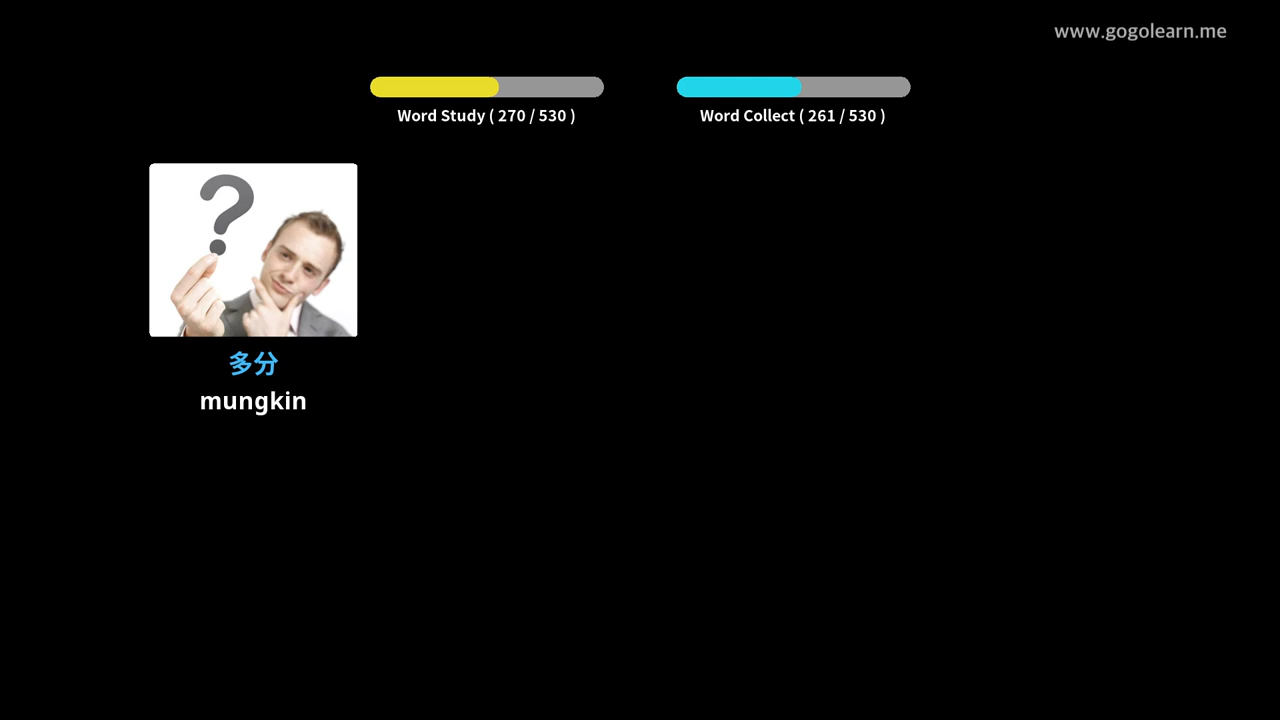 www.gogolearn.me
Word Study ( 270 / 530 )
Word Collect ( 261 / 530 )
?
多分
mungkin